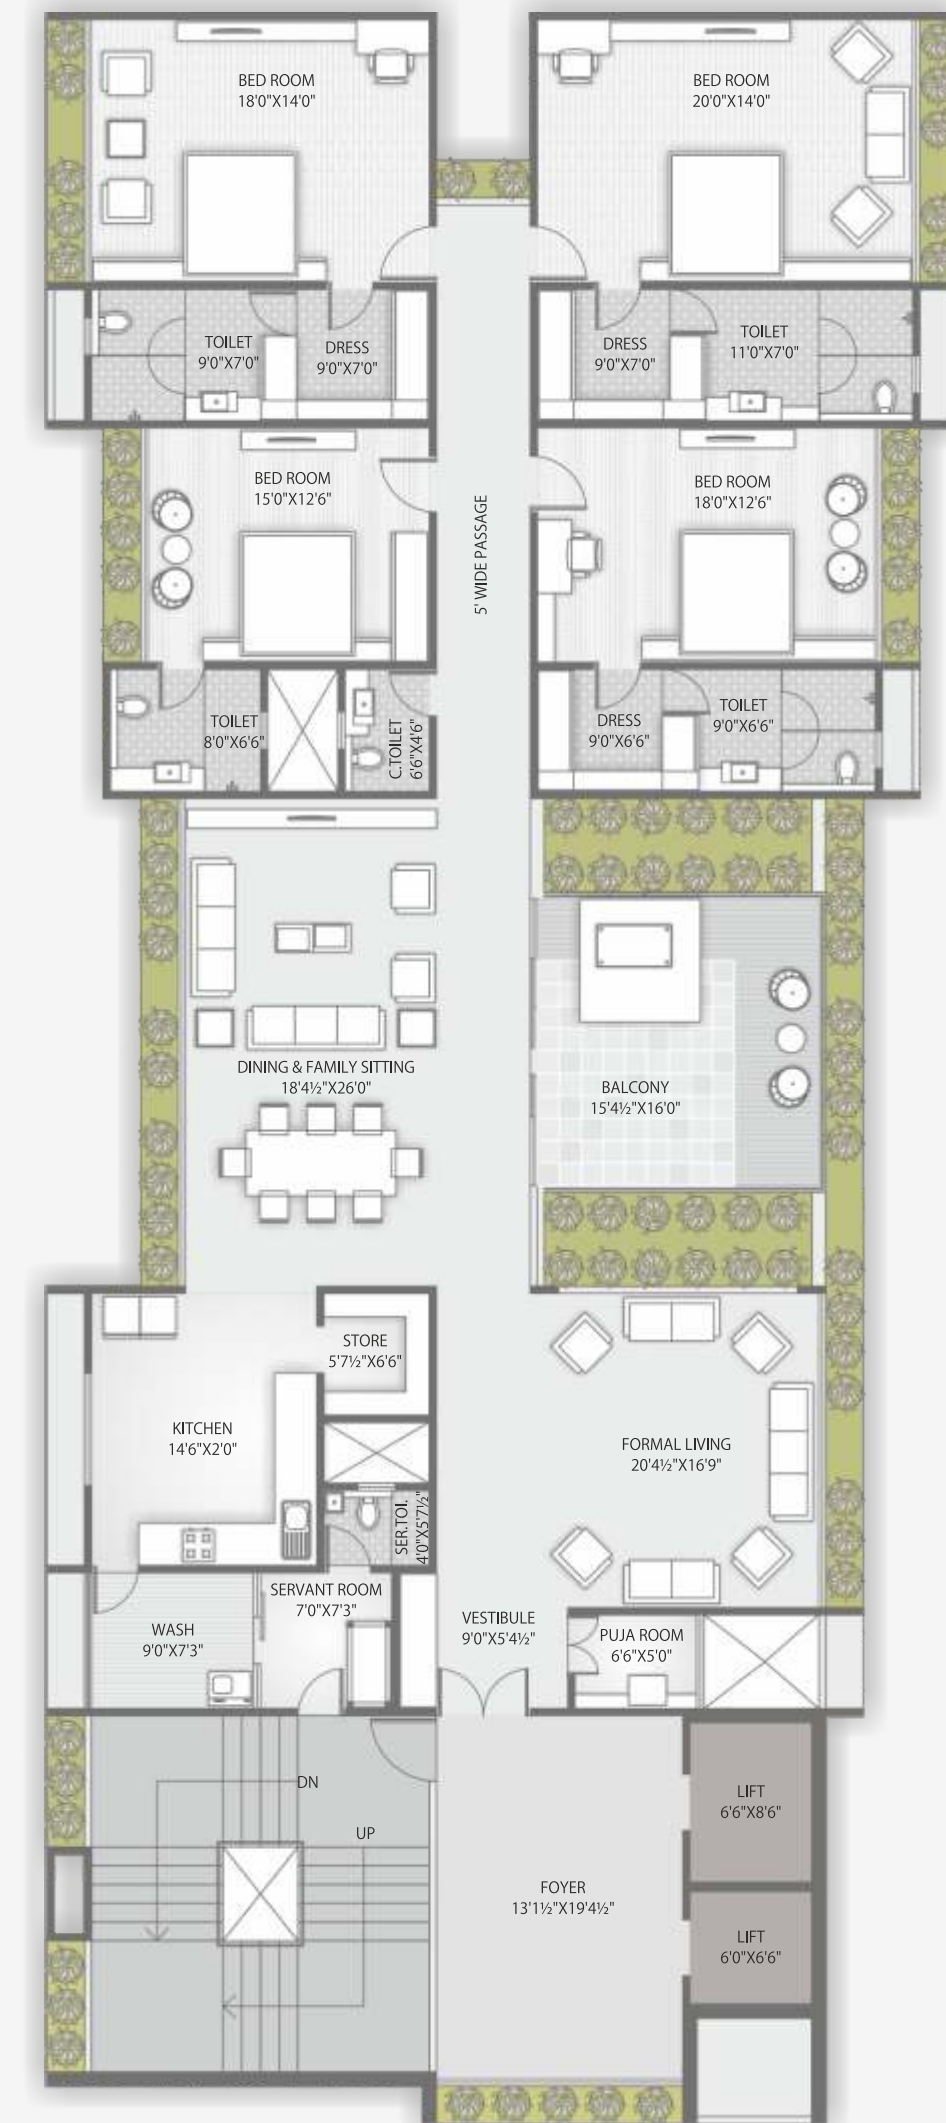 BED ROOM
18'0"X14'0"
BED ROOM
20'0"X14'0"
TOILET
9'0"X7'0"
DRESS
9'0"X7'0"
DRESS
9'0"X7'0"
TOILET
11'0"X7'0"
BED ROOM
15'0"X12'6"
5' WIDE PASSAGE
BED ROOM
18'0"X12'6"
TOILET
8'0"X6'6"
C.TOILET
6'6"X4'6"
DRESS
9'0"X6'6"
TOILET
9'0"X6'6"
DINING & FAMILY SITTING
18'4½"X26'0"
BALCONY
15'4½"X16'0"
STORE
5'7½"X6'6"
KITCHEN
14'6"X2'0"
FORMAL LIVING
20'4½"X16'9"
SER.TOI.
4'0"X5'7½"
SERVANT ROOM
7'0"X7'3"
WASH
9'0"X7'3"
VESTIBULE
9'0"X5'4½"
PUJA ROOM
6'6"X5'0"
DN
UP
LIFT
6'6"X8'6"
FOYER
13'1½"X19'4½"
LIFT
6'0"X6'6"